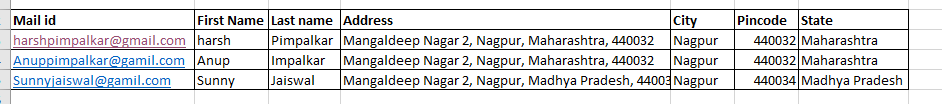 Mail id First Name Last name Address City Pincode State
harshpimpalkar@gmail.com harsh Pimpalkar Mangaldeep Nagar 2, Nagpur, Maharashtra, 440032 Nagpur 440032 Maharashtra
Anuppimpalkar@gamil.com Anup Impalkar Mangaldeep Nagar 2, Nagpur, Maharashtra, 440032 Nagpur 440032 Maharashtra
Sunnyjaiswal@gamil.com Sunny Jaiswal Mangaldeep Nagar 2, Nagpur, Madhya Pradesh, 44003 Nagpur 440034 Madhya Pradesh